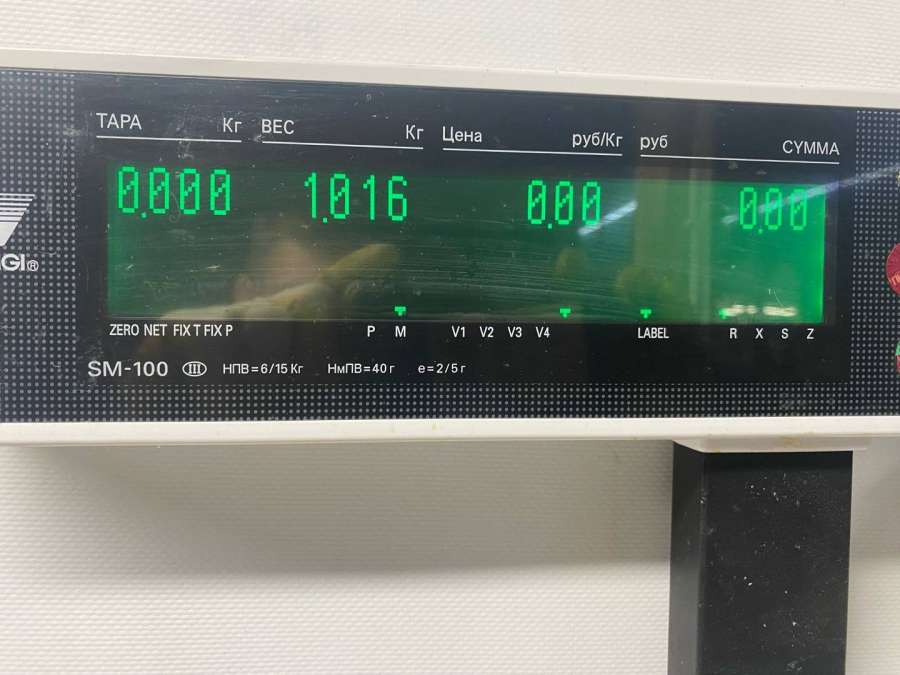 ТАРА Кг ВЕС Кг Цена руб/Кг руб СУММА
0.000 1.016 0.00 0.00
ZERO NET FIX T FIX P P M V1 V2 V3 V4 LABEL R X S Z
SM-100 III НПВ=6/15 Кг НмПВ=40 г e=2/5 г
GI®